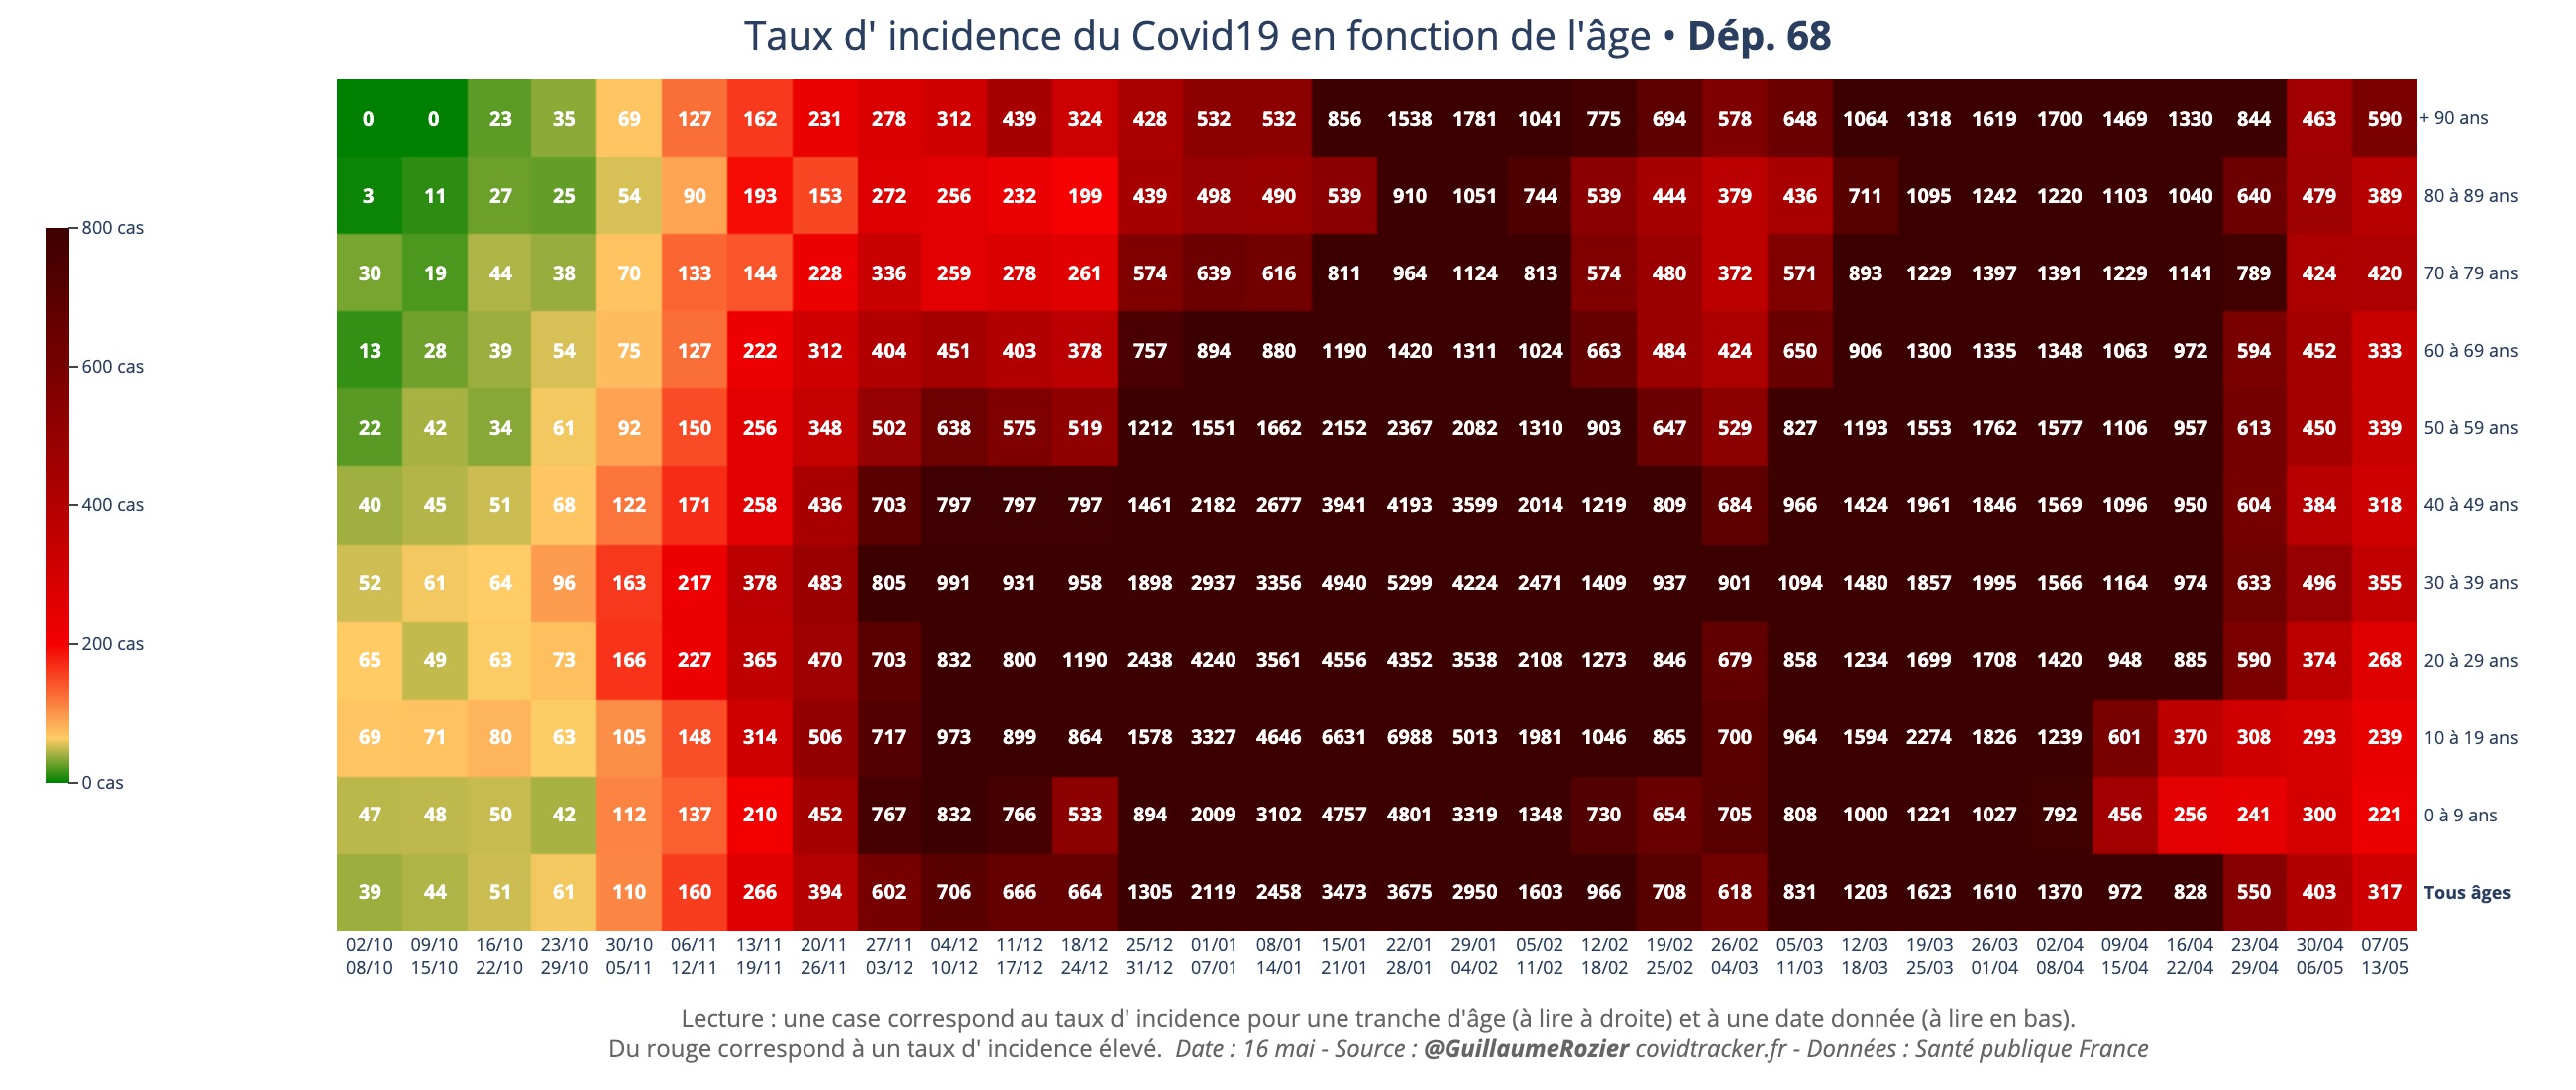 Taux d' incidence du Covid19 en fonction de l'âge • Dép. 68
800 cas
600 cas
400 cas
200 cas
0 cas
0 0 23 35 69 127 162 231 278 312 439 324 428 532 532 856 1538 1781 1041 775 694 578 648 1064 1318 1619 1700 1469 1330 844 463 590 + 90 ans
3 11 27 25 54 90 193 153 272 256 232 199 439 498 490 539 910 1051 744 539 444 379 436 711 1095 1242 1220 1103 1040 640 479 389 80 à 89 ans
30 19 44 38 70 133 144 228 336 259 278 261 574 639 616 811 964 1124 813 574 480 372 571 893 1229 1397 1391 1229 1141 789 424 420 70 à 79 ans
13 28 39 54 75 127 222 312 404 451 403 378 757 894 880 1190 1420 1311 1024 663 484 424 650 906 1300 1335 1348 1063 972 594 452 333 60 à 69 ans
22 42 34 61 92 150 256 348 502 638 575 519 1212 1551 1662 2152 2367 2082 1310 903 647 529 827 1193 1553 1762 1577 1106 957 613 450 339 50 à 59 ans
40 45 51 68 122 171 258 436 703 797 797 797 1461 2182 2677 3941 4193 3599 2014 1219 809 684 966 1424 1961 1846 1569 1096 950 604 384 318 40 à 49 ans
52 61 64 96 163 217 378 483 805 991 931 958 1898 2937 3356 4940 5299 4224 2471 1409 937 901 1094 1480 1857 1995 1566 1164 974 633 496 355 30 à 39 ans
65 49 63 73 166 227 365 470 703 832 800 1190 2438 4240 3561 4556 4352 3538 2108 1273 846 679 858 1234 1699 1708 1420 948 885 590 374 268 20 à 29 ans
69 71 80 63 105 148 314 506 717 973 899 864 1578 3327 4646 6631 6988 5013 1981 1046 865 700 964 1594 2274 1826 1239 601 370 308 293 239 10 à 19 ans
47 48 50 42 112 137 210 452 767 832 766 533 894 2009 3102 4757 4801 3319 1348 730 654 705 808 1000 1221 1027 792 456 256 241 300 221 0 à 9 ans
39 44 51 61 110 160 266 394 602 706 666 664 1305 2119 2458 3473 3675 2950 1603 966 708 618 831 1203 1623 1610 1370 972 828 550 403 317 Tous âges
02/10 09/10 16/10 23/10 30/10 06/11 13/11 20/11 27/11 04/12 11/12 18/12 25/12 01/01 08/01 15/01 22/01 29/01 05/02 12/02 19/02 26/02 05/03 12/03 19/03 26/03 02/04 09/04 16/04 23/04 30/04 07/05
08/10 15/10 22/10 29/10 05/11 12/11 19/11 26/11 03/12 10/12 17/12 24/12 31/12 07/01 14/01 21/01 28/01 04/02 11/02 18/02 25/02 04/03 11/03 18/03 25/03 01/04 08/04 15/04 22/04 29/04 06/05 13/05
Lecture : une case correspond au taux d' incidence pour une tranche d'âge (à lire à droite) et à une date donnée (à lire en bas).
Du rouge correspond à un taux d' incidence élevé. Date : 16 mai - Source : @GuillaumeRozier covidtracker.fr - Données : Santé publique France